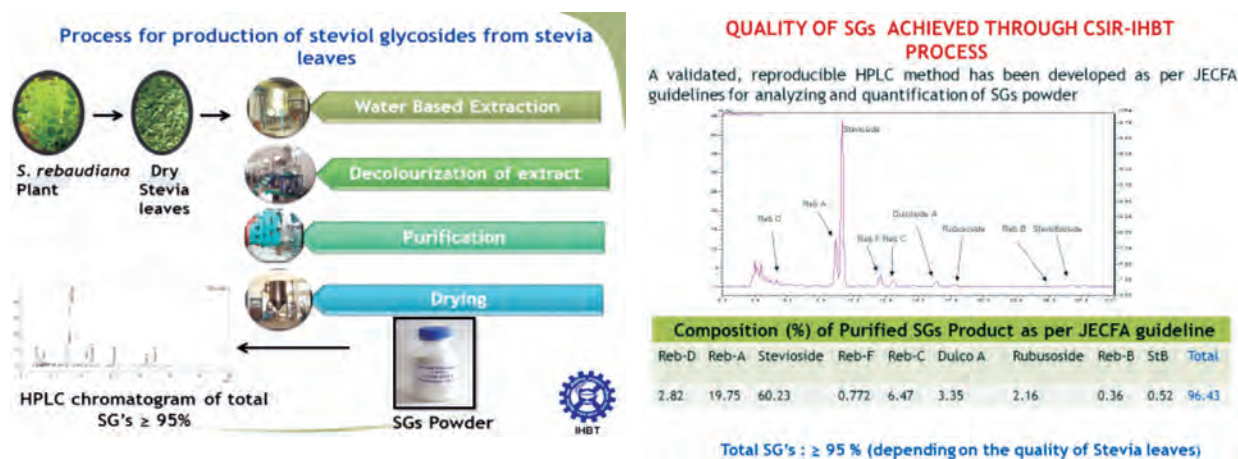 Process for production of steviol glycosides from stevia
leaves
Water Based Extraction
S. rebaudiana
Plant
Dry
Stevia
leaves
Decolourization of extract
Purification
Drying
HPLC chromatogram of total
SG's ≥ 95%
SGs Powder
IHBT
QUALITY OF SGs ACHIEVED THROUGH CSIR-IHBT
PROCESS
A validated, reproducible HPLC method has been developed as per JECFA
guidelines for analyzing and quantification of SGs powder
Stevioside
Reb A
Reb D
Reb F Reb C
Dulcoside A
Rubusoside
Reb B
Steviolbioside
Composition (%) of Purified SGs Product as per JECFA guideline
Reb-D Reb-A Stevioside Reb-F Reb-C Dulco A Rubusoside Reb-B StB Total
2.82 19.75 60.23 0.772 6.47 3.35 2.16 0.36 0.52 96.43
Total SG's : ≥ 95 % (depending on the quality of Stevia leaves)